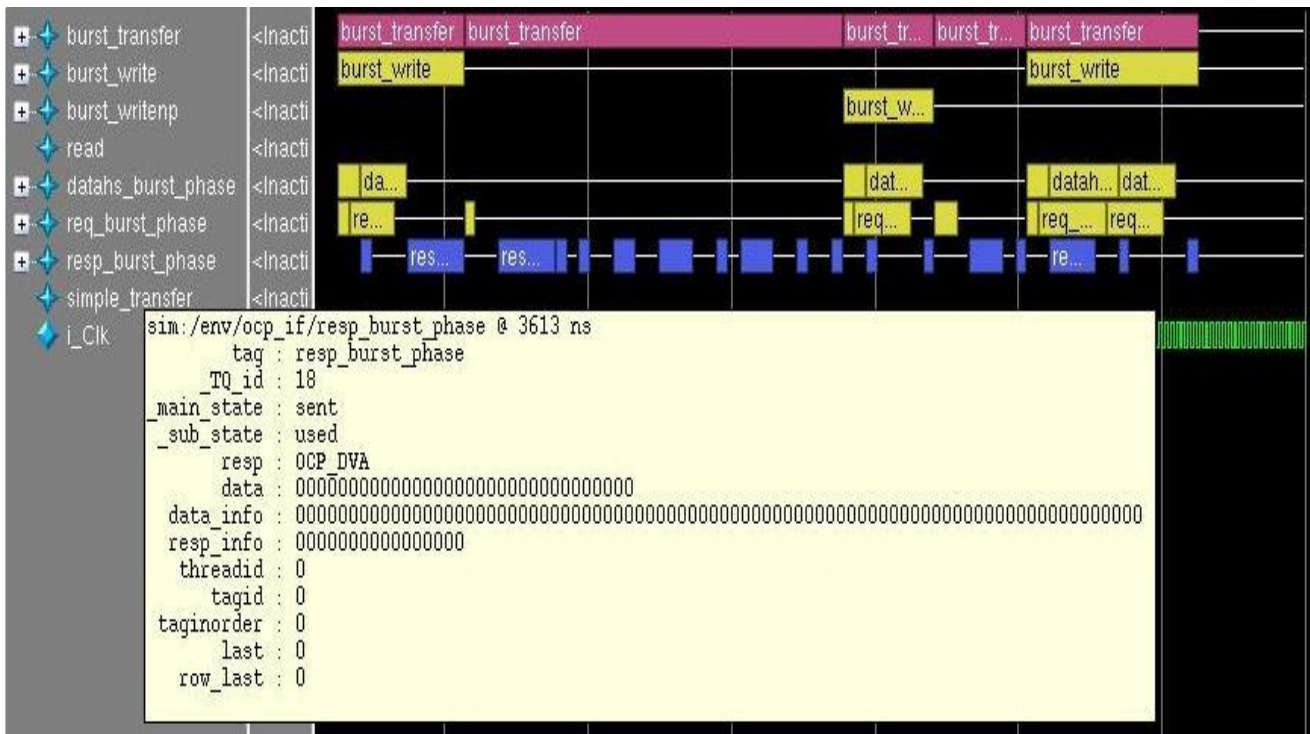 burst_transfer <Inacti burst_transfer burst_transfer burst_tr... burst_tr... burst_transfer
burst_write <Inacti burst_write burst_write
burst_writenp <Inacti burst_w...
read <Inacti
datahs_burst_phase <Inacti da... dat... datah... dat...
req_burst_phase <Inacti re... req... req_... req...
resp_burst_phase <Inacti res... res... re...
simple_transfer <Inacti
i_Clk
sim:/env/ocp_if/resp_burst_phase @ 3613 ns
tag : resp_burst_phase
_TQ_id : 18
_main_state : sent
_sub_state : used
resp : OCP_DVA
data : 00000000000000000000000000000000
data_info : 00000000000000000000000000000000000000000000000000000000000000000000000000000000
resp_info : 0000000000000000
threadid : 0
tagid : 0
taginorder : 0
last : 0
row_last : 0